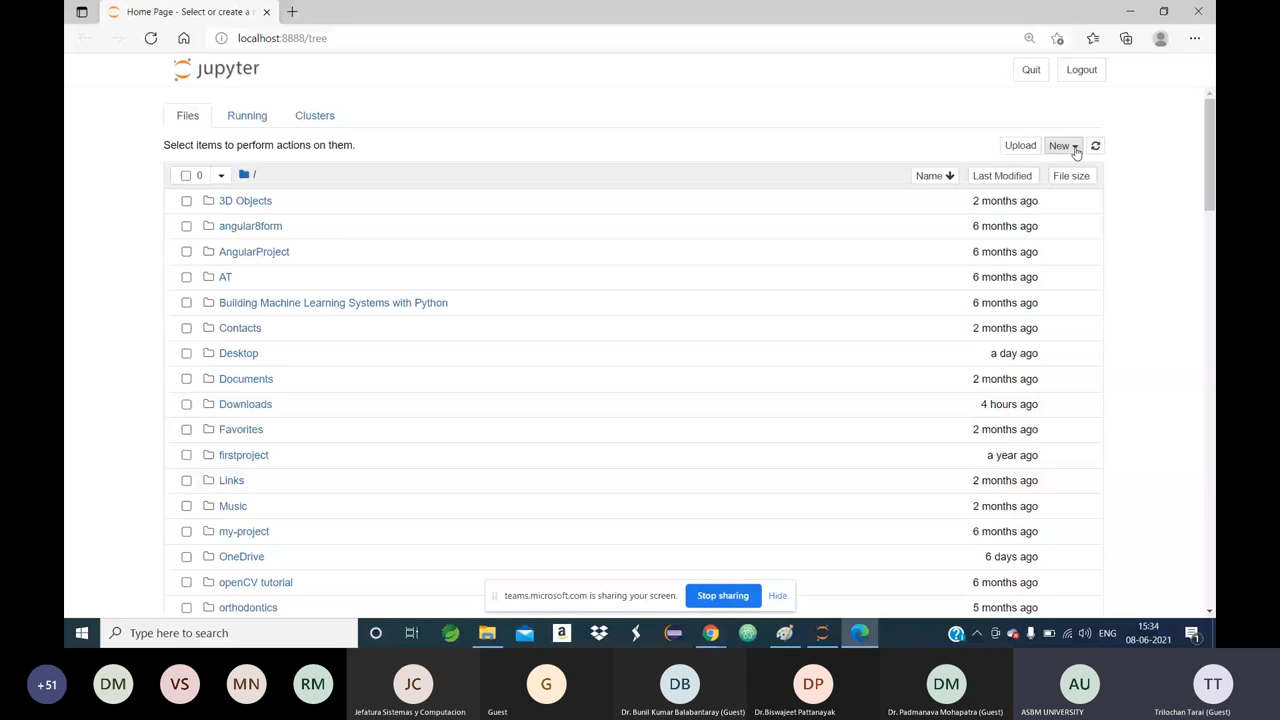 Home Page - Select or create a n
localhost:8888/tree
jupyter
Quit
Logout
Files
Running
Clusters
Select items to perform actions on them.
Upload
New
0
/
Name
Last Modified
File size
3D Objects
2 months ago
angular8form
6 months ago
AngularProject
6 months ago
AT
6 months ago
Building Machine Learning Systems with Python
6 months ago
Contacts
2 months ago
Desktop
a day ago
Documents
2 months ago
Downloads
4 hours ago
Favorites
2 months ago
firstproject
a year ago
Links
2 months ago
Music
2 months ago
my-project
6 months ago
OneDrive
6 days ago
openCV tutorial
6 months ago
orthodontics
5 months ago
teams.microsoft.com is sharing your screen.
Stop sharing
Hide
Type here to search
ENG
15:34
08-06-2021
1
+51
DM
VS
MN
RM
JC
Jefatura Sistemas y Computacion
G
Guest
DB
Dr. Bunil Kumar Balabantaray (Guest)
DP
Dr.Biswajeet Pattanayak
DM
Dr. Padmanava Mohapatra (Guest)
AU
ASBM UNIVERSITY
TT
Trilochan Tarai (Guest)